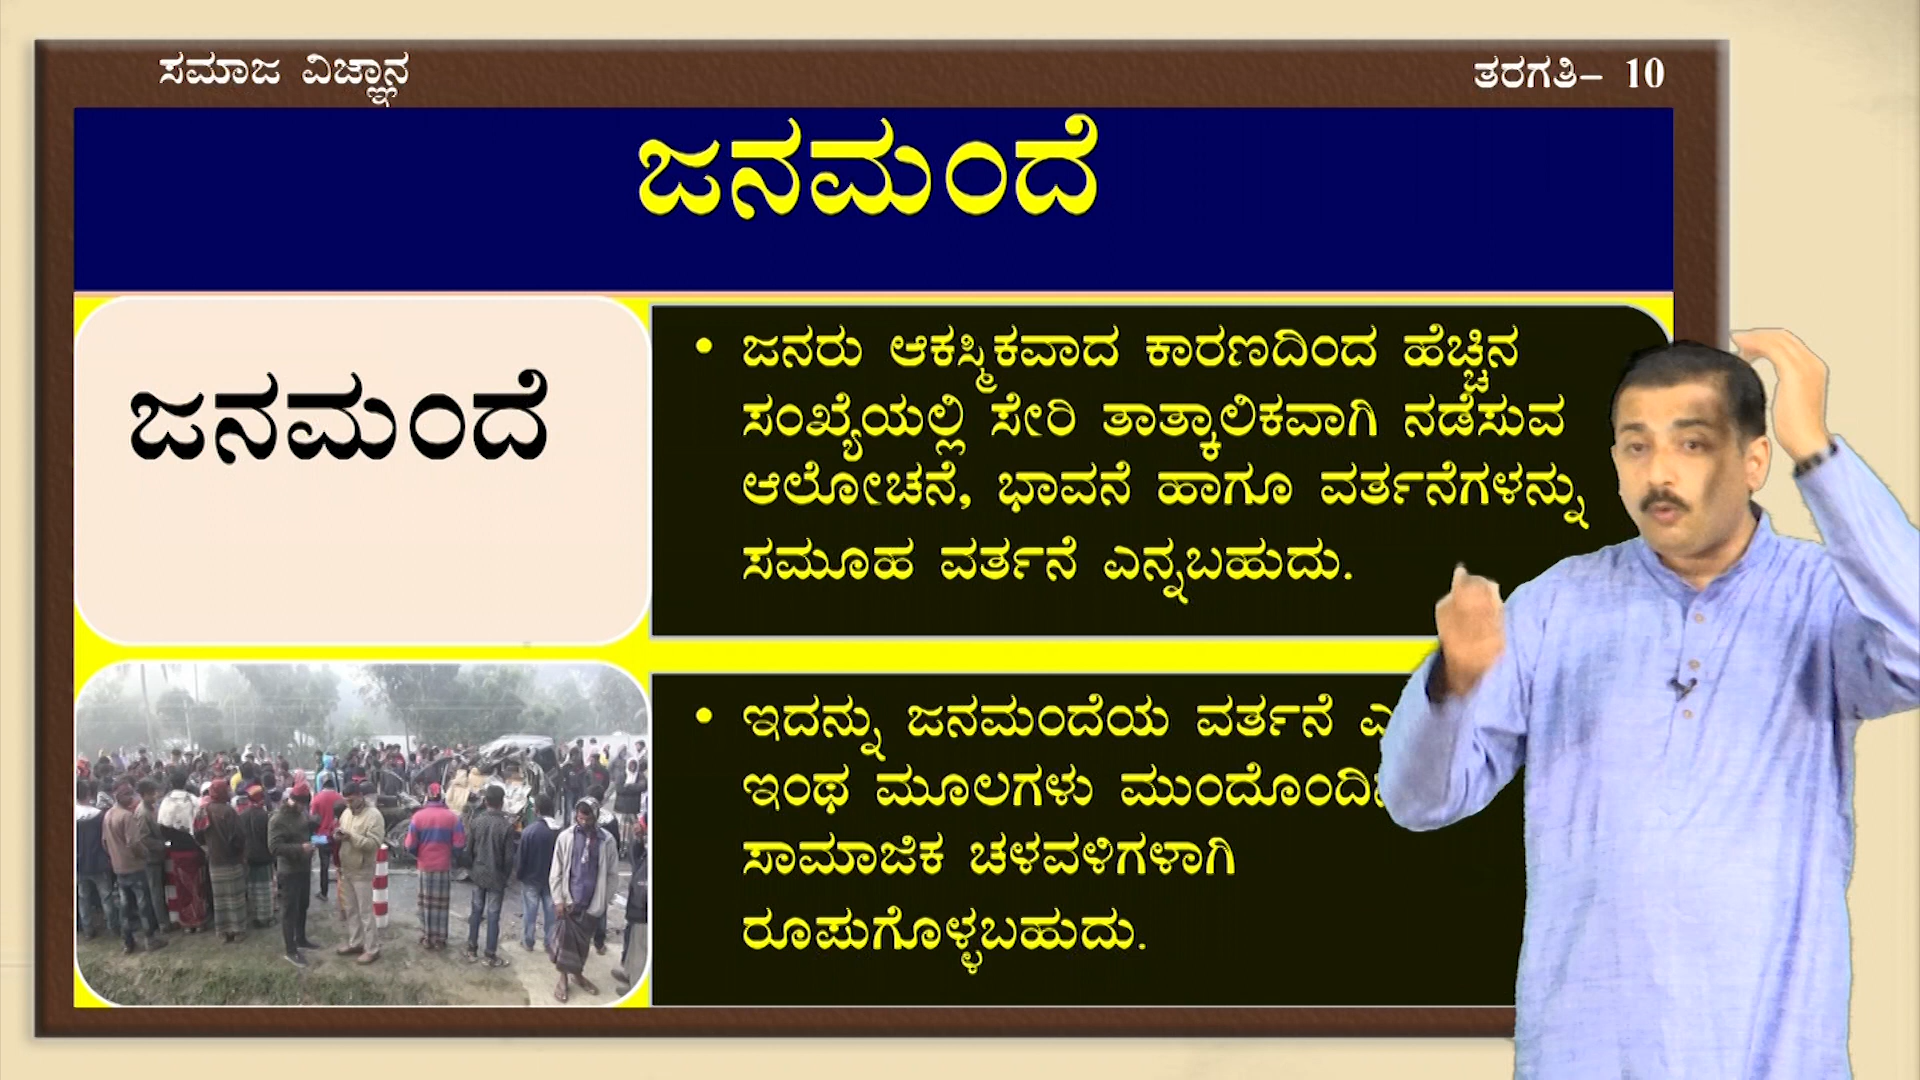 ಸಮಾಜ ವಿಜ್ಞಾನ
ತರಗತಿ– 10
ಜನಮಂದೆ
ಜನಮಂದೆ
• ಜನರು ಆಕಸ್ಮಿಕವಾದ ಕಾರಣದಿಂದ ಹೆಚ್ಚಿನ
ಸಂಖ್ಯೆಯಲ್ಲಿ ಸೇರಿ ತಾತ್ಕಾಲಿಕವಾಗಿ ನಡೆಸುವ
ಆಲೋಚನೆ, ಭಾವನೆ ಹಾಗೂ ವರ್ತನೆಗಳನ್ನು
ಸಮೂಹ ವರ್ತನೆ ಎನ್ನಬಹುದು.
• ಇದನ್ನು ಜನಮಂದೆಯ ವರ್ತನೆ
ಇಂಥ ಮೂಲಗಳು
ಸಾಮಾಜಿಕ ಚಳವಳಿಗಳಾಗಿ
ರೂಪುಗೊಳ್ಳಬಹುದು.